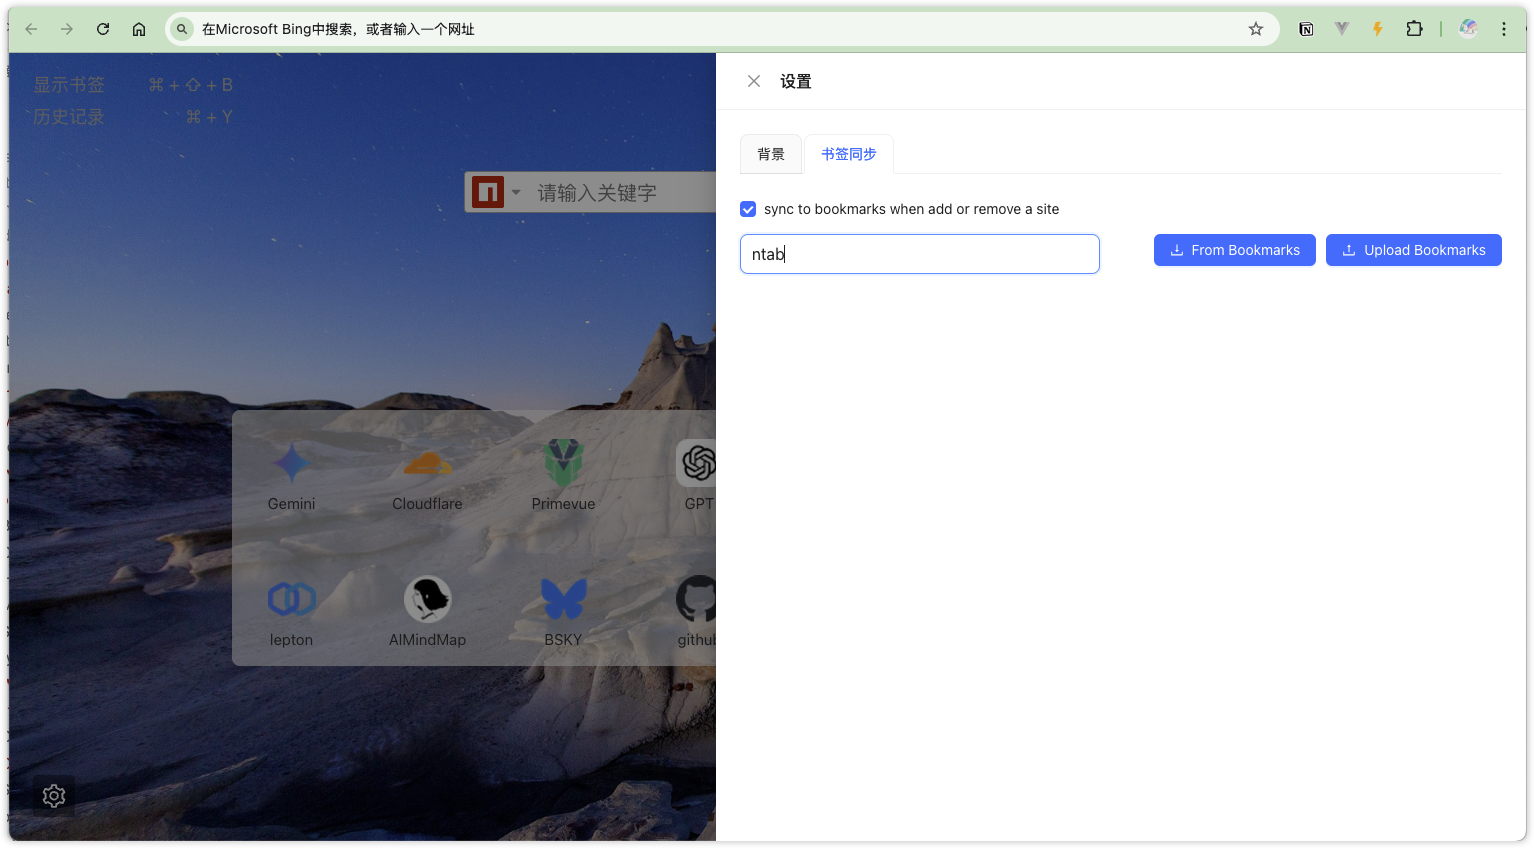 在Microsoft Bing中搜索，或者输入一个网址
显示书签 ⌘ + ⇧ + B
历史记录 ⌘ + Y
请输入关键字
Gemini
Cloudflare
Primevue
GPT
lepton
AIMindMap
BSKY
github
设置
背景
书签同步
sync to bookmarks when add or remove a site
ntab
From Bookmarks
Upload Bookmarks